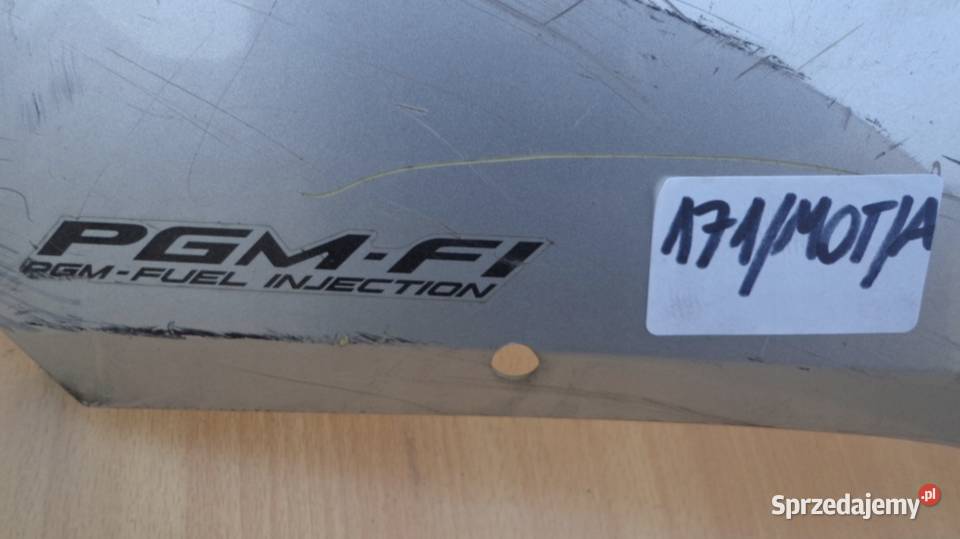 PGM-FI
PGM-FUEL INJECTION
171/MOT/A
Sprzedajemy.pl